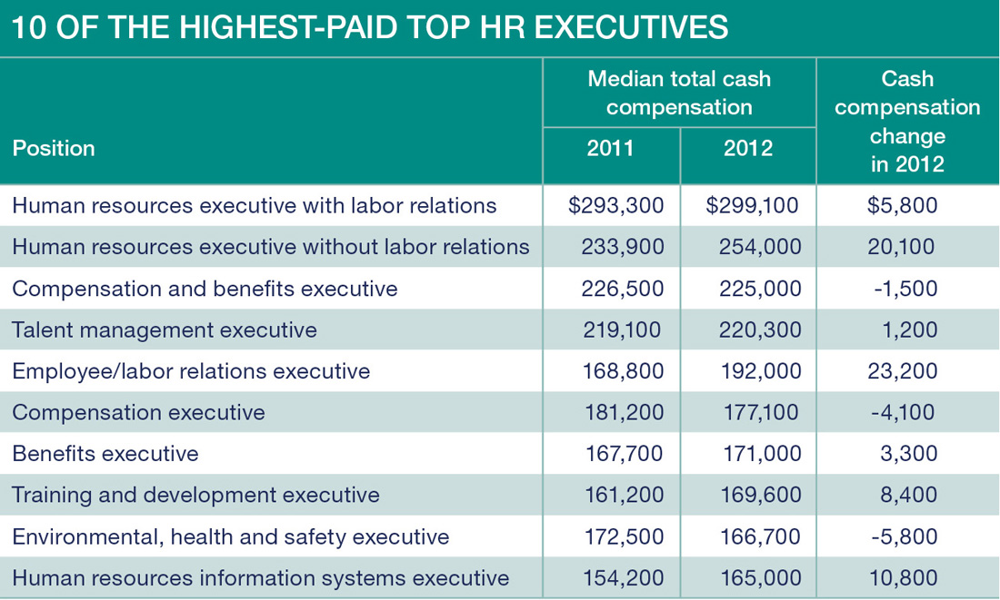 10 OF THE HIGHEST-PAID TOP HR EXECUTIVES
Position
Median total cash
compensation
2011 2012
Cash
compensation
change
in 2012
Human resources executive with labor relations $293,300 $299,100 $5,800
Human resources executive without labor relations 233,900 254,000 20,100
Compensation and benefits executive 226,500 225,000 -1,500
Talent management executive 219,100 220,300 1,200
Employee/labor relations executive 168,800 192,000 23,200
Compensation executive 181,200 177,100 -4,100
Benefits executive 167,700 171,000 3,300
Training and development executive 161,200 169,600 8,400
Environmental, health and safety executive 172,500 166,700 -5,800
Human resources information systems executive 154,200 165,000 10,800